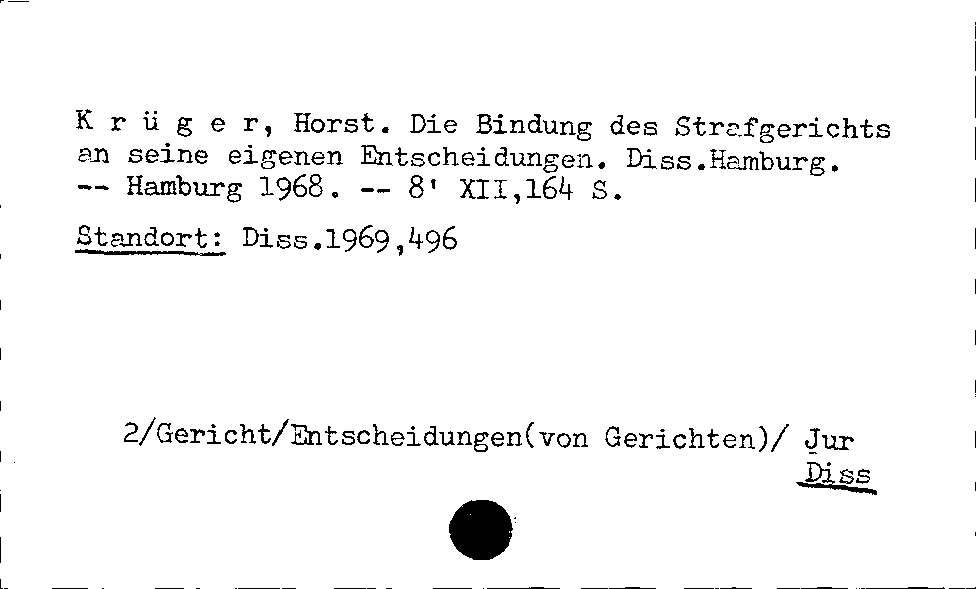 K r ü g e r, Horst. Die Bindung des Strafgerichts
an seine eigenen Entscheidungen. Diss.Hamburg.
-- Hamburg 1968. -- 8' XII,164 S.
Standort: Diss.1969,496
2/Gericht/Entscheidungen(von Gerichten)/ Jur
Diss